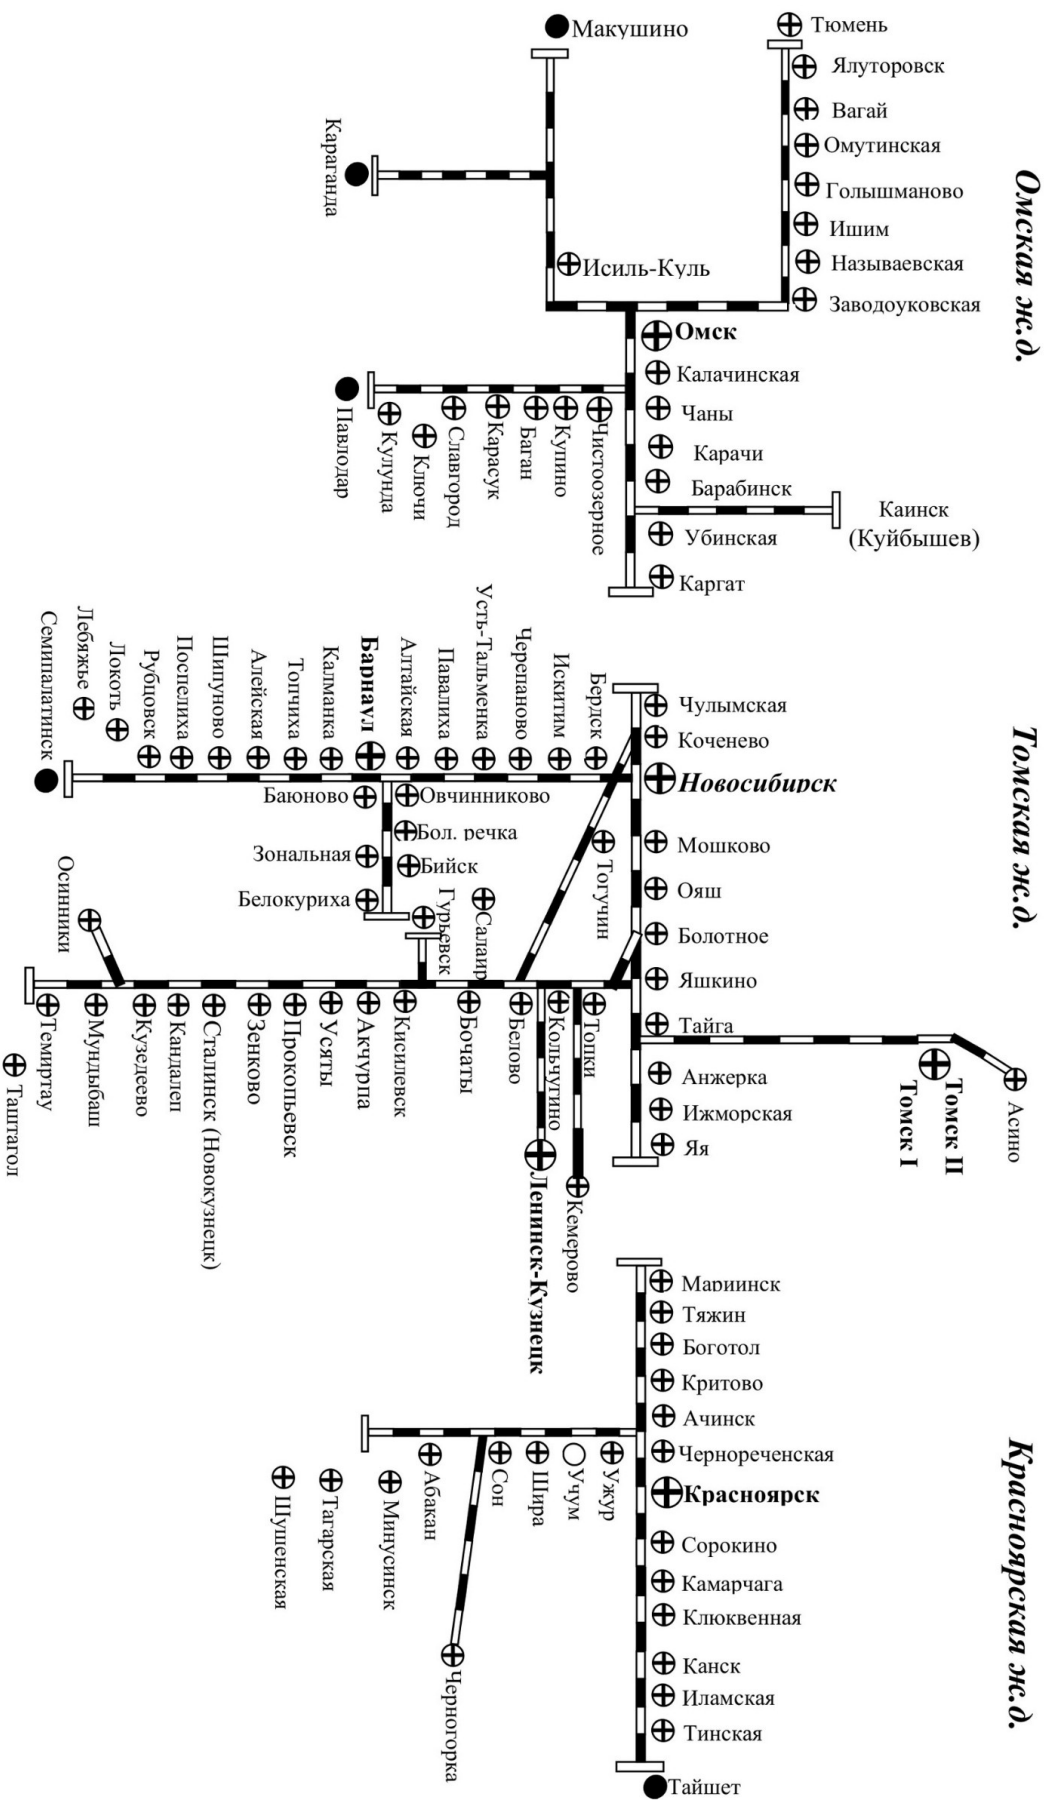 Омская ж.д.
Макушино
Тюмень
Ялуторовск
Вагай
Омутинская
Голышманово
Ишим
Называевская
Заводоуковская
Караганда
Исиль-Куль
Омск
Калачинская
Чаны
Карачи
Барабинск
Каинск
(Куйбышев)
Убинская
Каргат
Павлодар
Кулунда
Ключи
Славгород
Карасук
Баган
Купино
Чистоозерное
Томская ж.д.
Семипалатинск
Лебяжье
Локоть
Рубцовск
Поспелиха
Шипуново
Алейская
Топчиха
Калманка
Барнаул
Алтайская
Павалиха
Усть-Тальменка
Черепаново
Искитим
Бердск
Чулымская
Коченево
Новосибирск
Мошково
Ояш
Болотное
Яшкино
Тайга
Анжерка
Ижморская
Яя
Баюново
Овчинниково
Бол. речка
Зональная
Бийск
Белокуриха
Тогучин
Салаир
Гурьевск
Осинники
Таштагол
Темиртау
Мундыбаш
Кузедеево
Кандалеп
Сталинск (Новокузнецк)
Зенково
Прокопьевск
Усяты
Акчурпа
Кисилевск
Бочаты
Белово
Кольчугино
Топки
Томск I
Томск II
Асино
Ленинск-Кузнецк
Кемерово
Красноярская ж.д.
Мариинск
Тяжин
Боготол
Критово
Ачинск
Чернореченская
Красноярск
Сорокино
Камарчага
Клюквенная
Канск
Иламская
Тинская
Тайшет
Шушенская
Тагарская
Минусинск
Абакан
Сон
Шира
Учум
Ужур
Черногорка